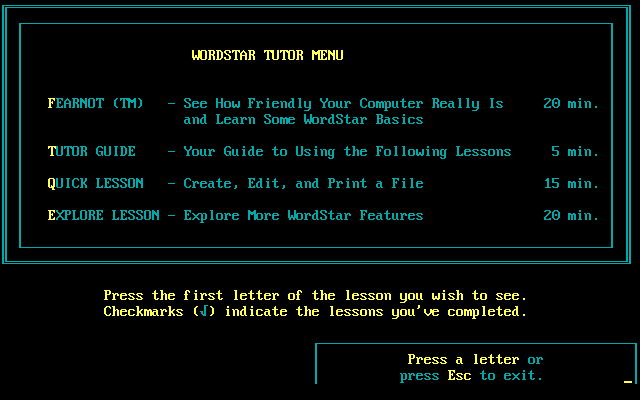 WORDSTAR TUTOR MENU
FEARNOT (TM) - See How Friendly Your Computer Really Is 20 min.
and Learn Some WordStar Basics
TUTOR GUIDE - Your Guide to Using the Following Lessons 5 min.
QUICK LESSON - Create, Edit, and Print a File 15 min.
EXPLORE LESSON - Explore More WordStar Features 20 min.
Press the first letter of the lesson you wish to see.
Checkmarks (√) indicate the lessons you've completed.
Press a letter or
press Esc to exit.